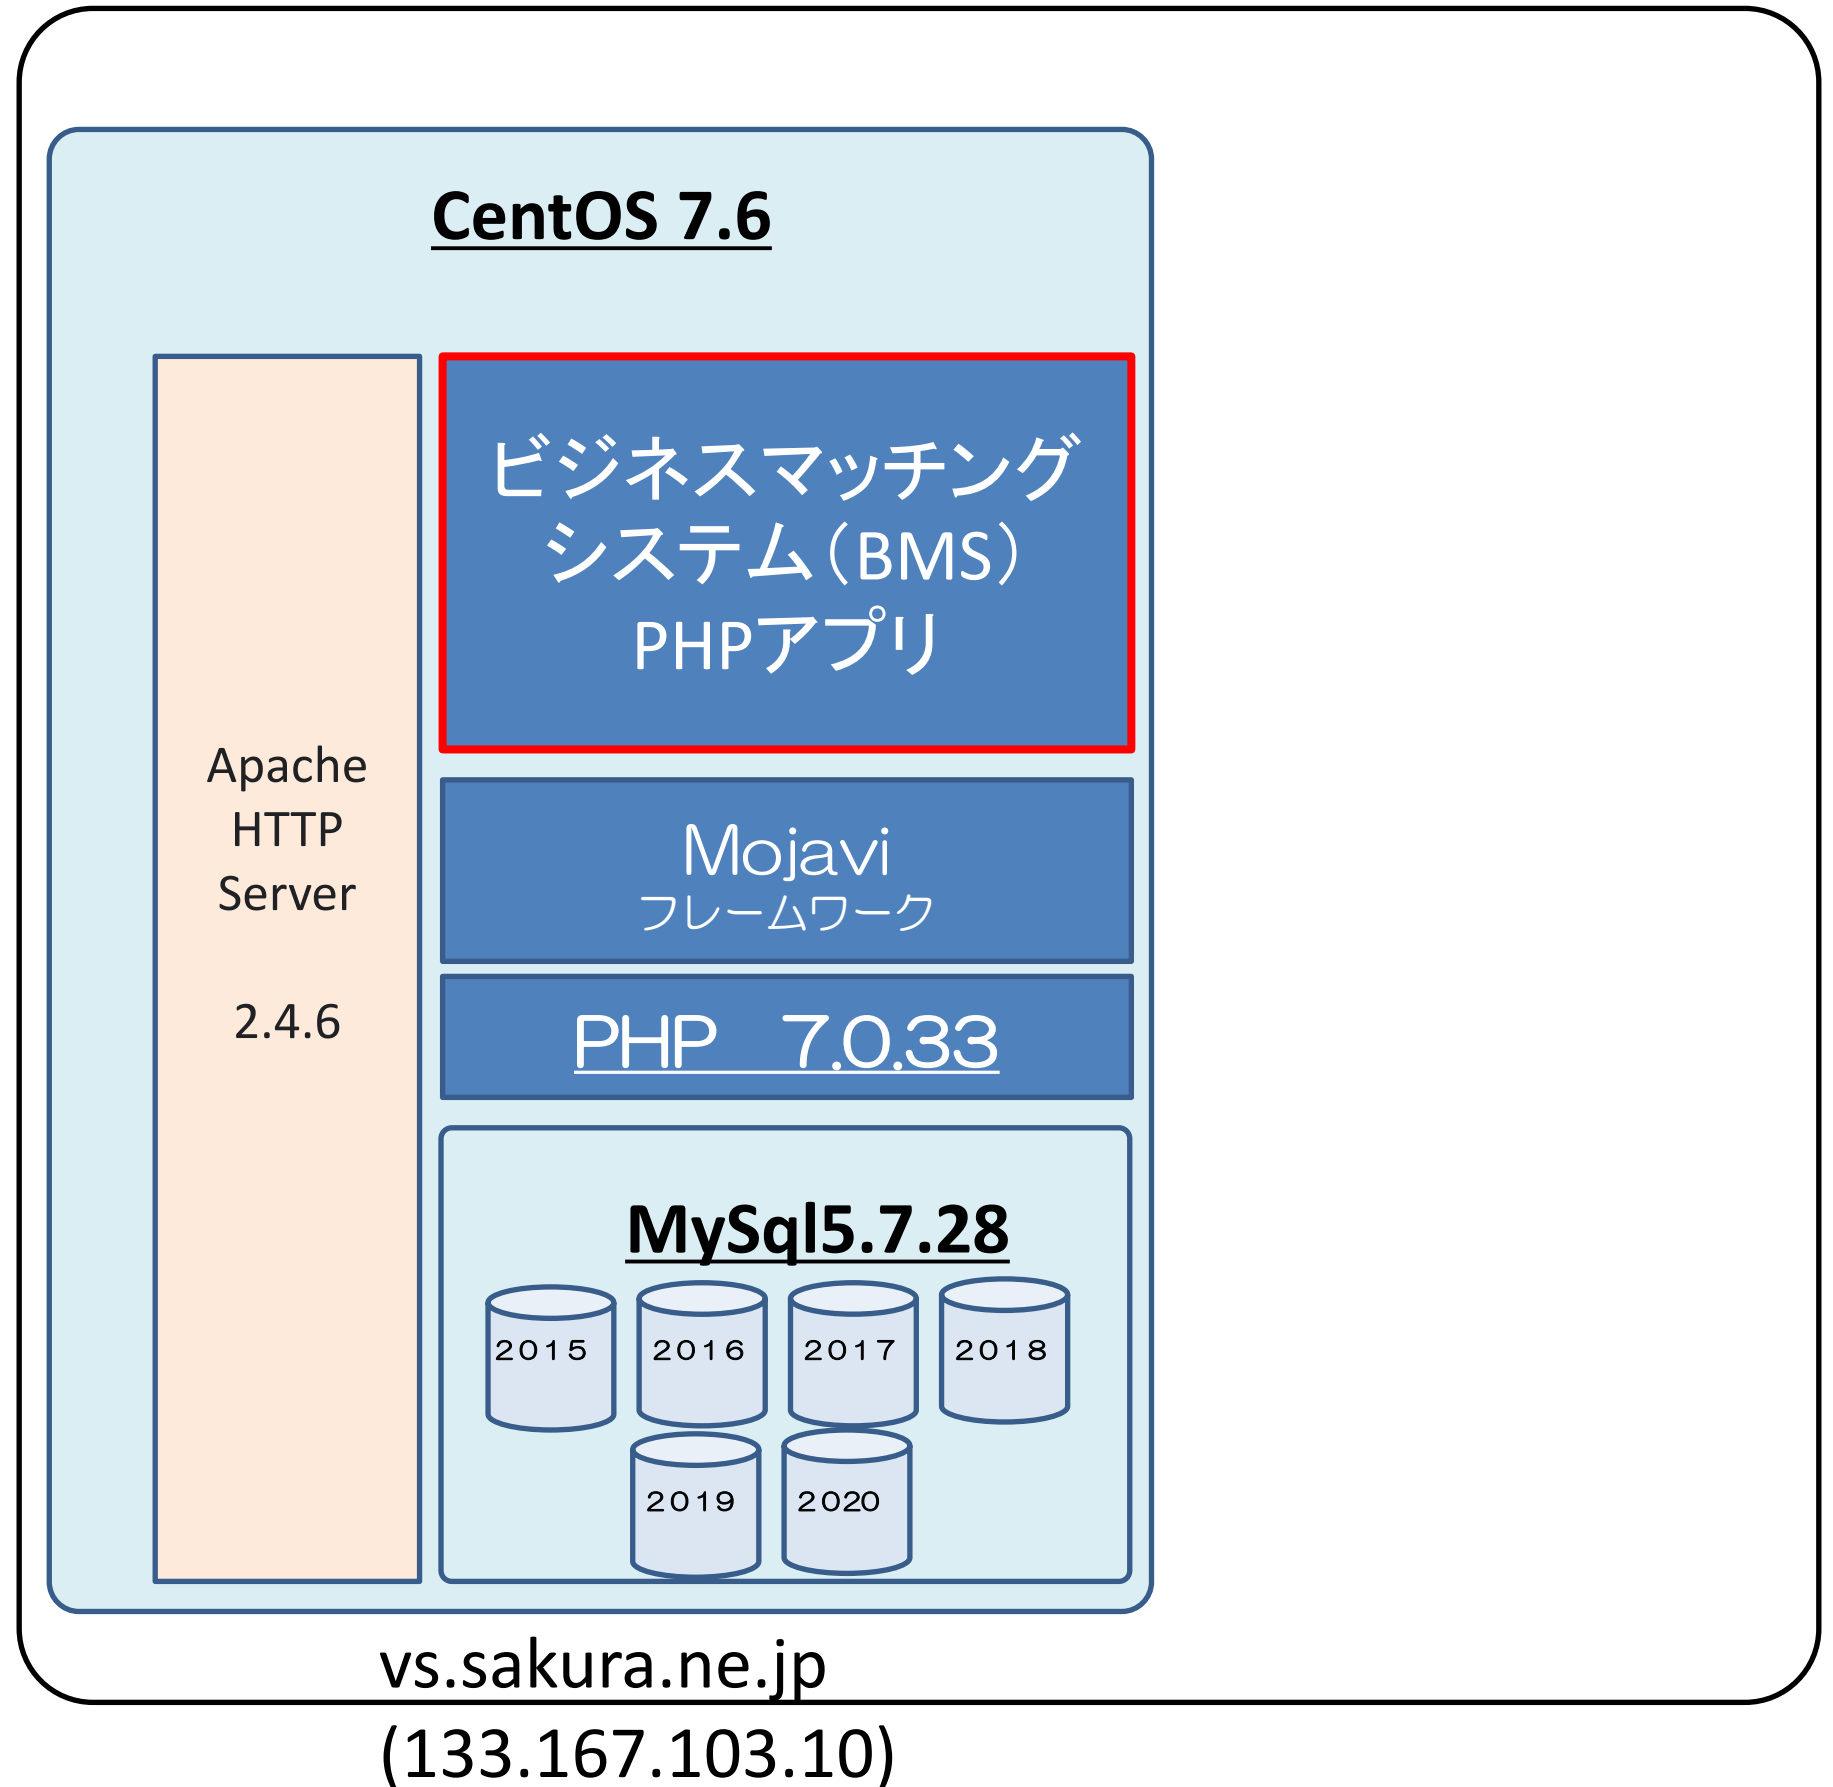 CentOS 7.6
Apache
HTTP
Server
2.4.6
ビジネスマッチング
システム（BMS）
PHPアプリ
Mojavi
フレームワーク
PHP　7.0.33
MySql5.7.28
２０１５
２０１６
２０１７
２０１８
２０１９
２０２０
vs.sakura.ne.jp
(133.167.103.10)